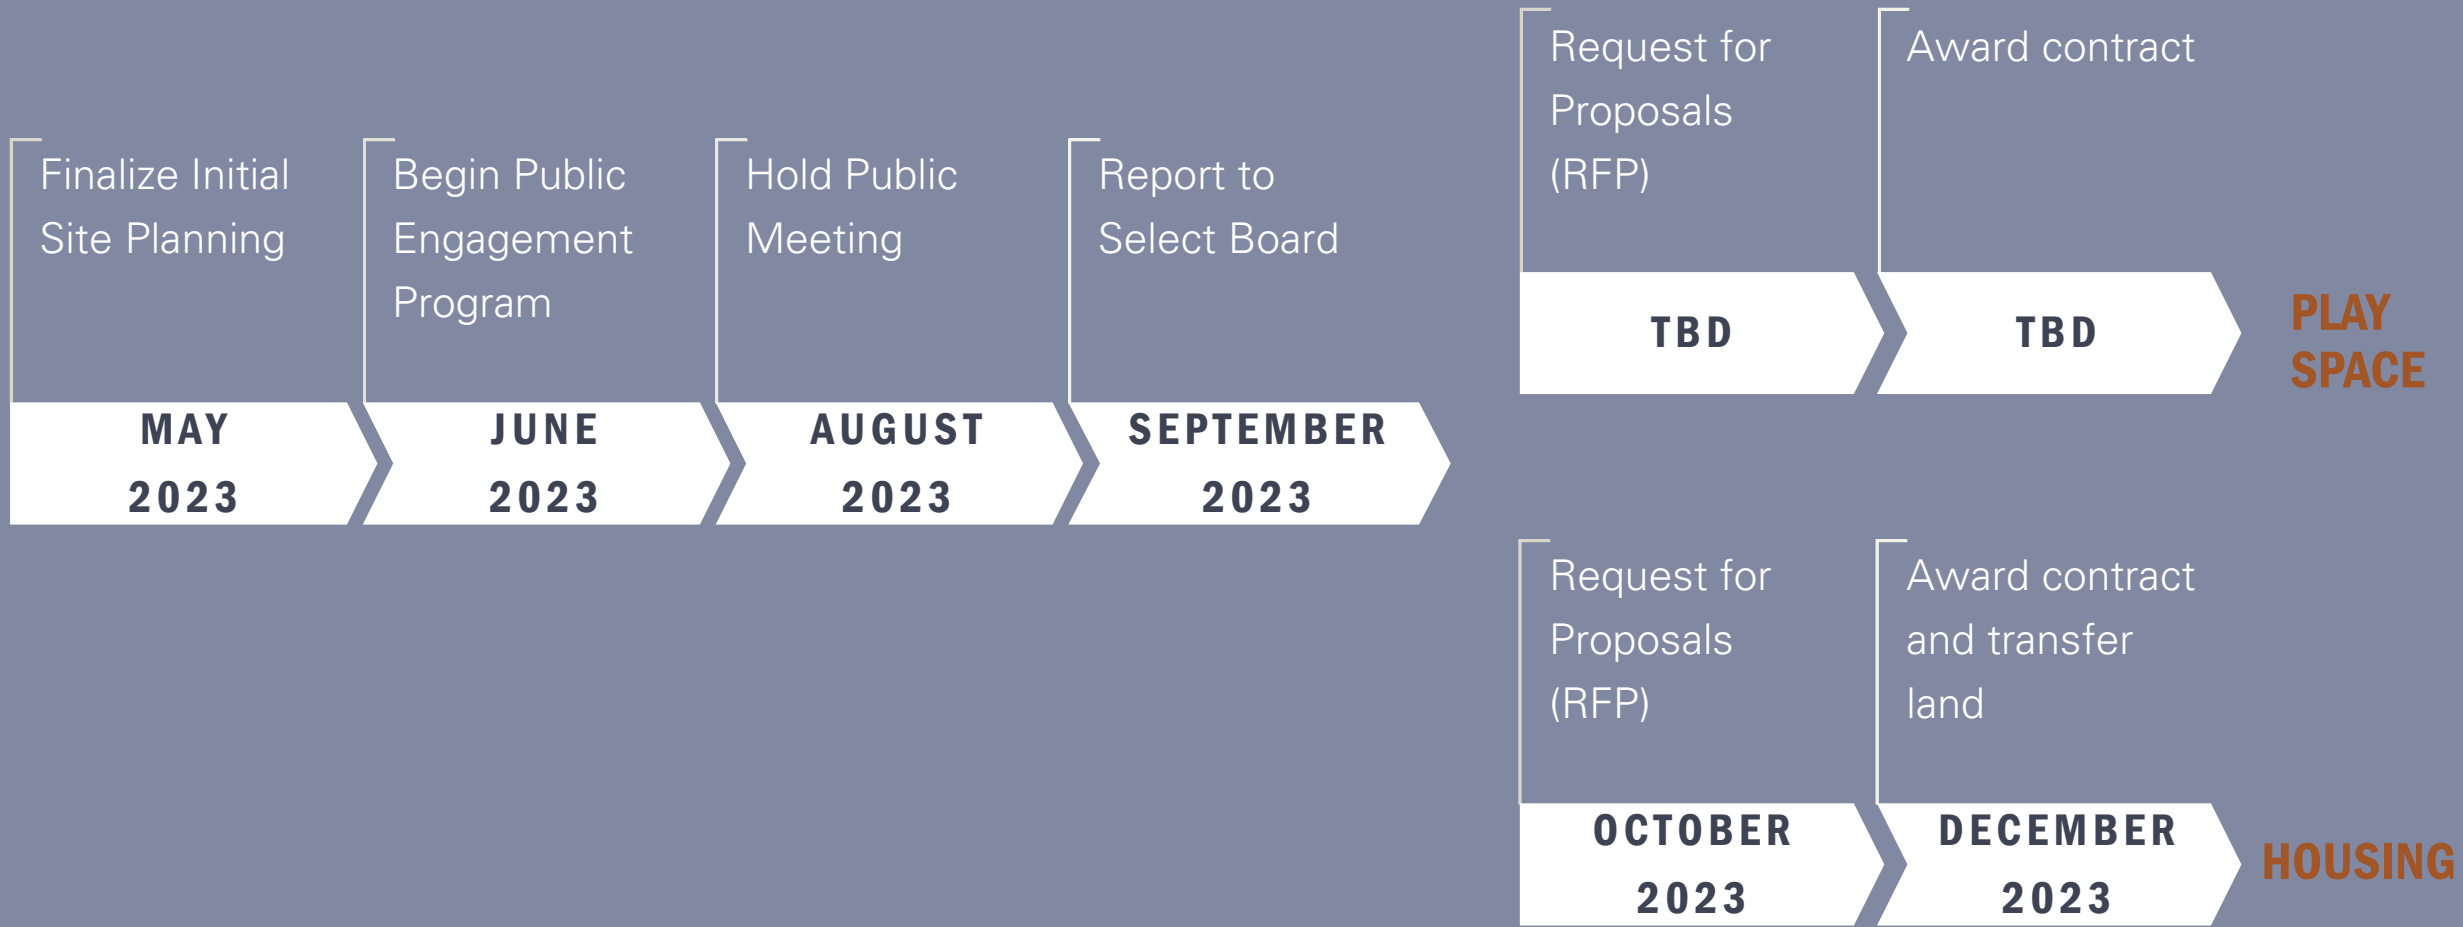 Finalize Initial
Site Planning
MAY
2023
Begin Public
Engagement
Program
JUNE
2023
Hold Public
Meeting
AUGUST
2023
Report to
Select Board
SEPTEMBER
2023
Request for
Proposals
(RFP)
TBD
Award contract
TBD
PLAY
SPACE
Request for
Proposals
(RFP)
OCTOBER
2023
Award contract
and transfer
land
DECEMBER
2023
HOUSING